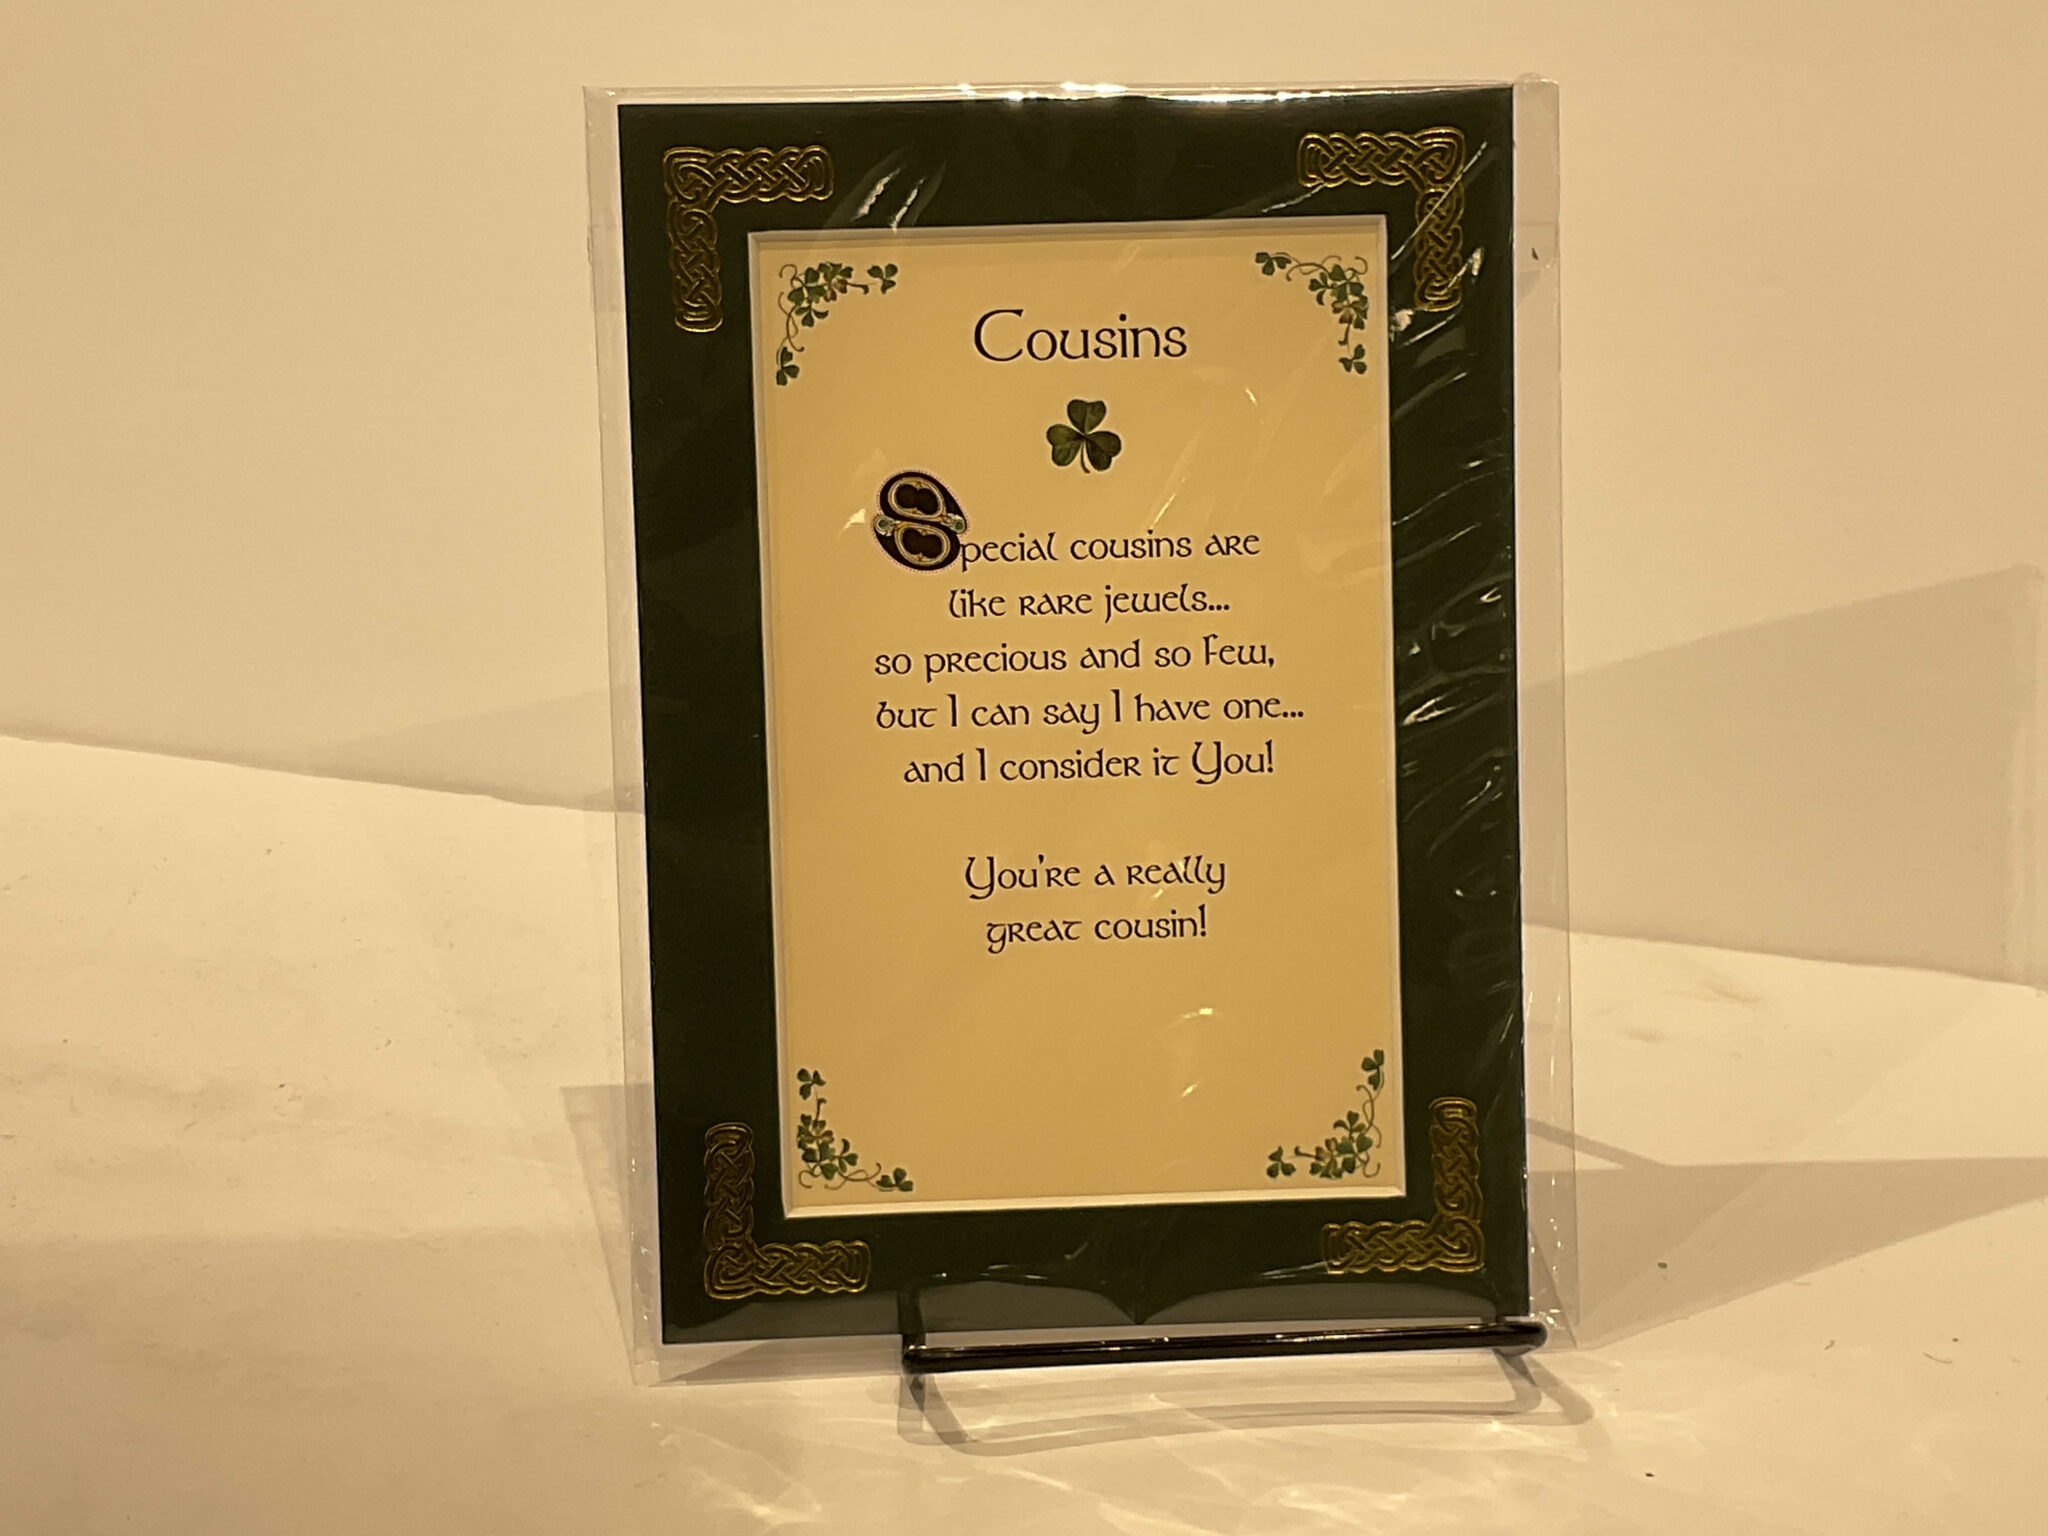 Cousins
Special cousins are
like rare jewels...
so precious and so few,
but I can say I have one...
and I consider it You!
You're a really
great cousin!